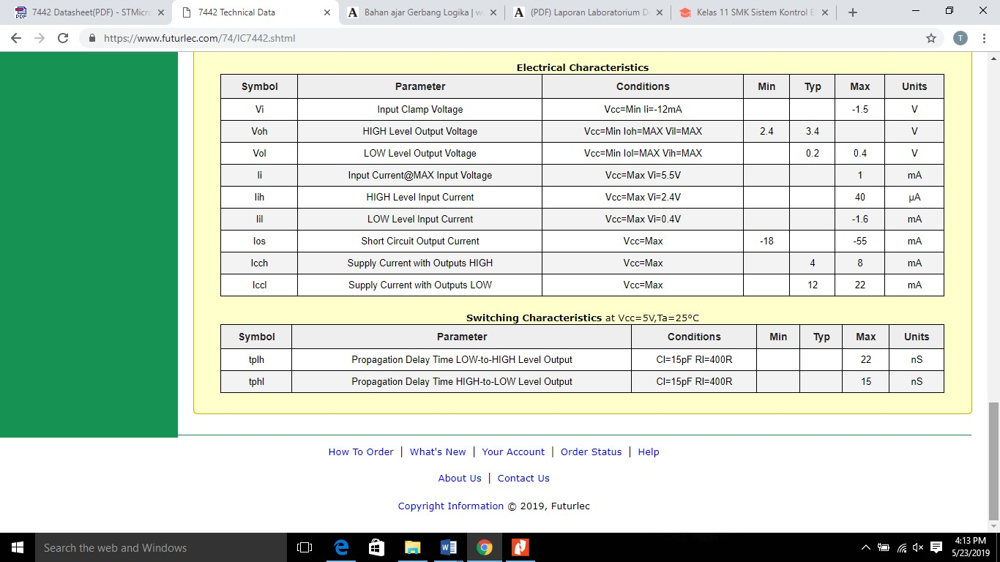 7442 Datasheet(PDF) - STMicro
7442 Technical Data
Bahan ajar Gerbang Logika | w
(PDF) Laporan Laboratorium D
Kelas 11 SMK Sistem Kontrol E
https://www.futurlec.com/74/IC7442.shtml
T
Electrical Characteristics
Symbol Parameter Conditions Min Typ Max Units
Vi Input Clamp Voltage Vcc=Min Ii=-12mA -1.5 V
Voh HIGH Level Output Voltage Vcc=Min Ioh=MAX Vil=MAX 2.4 3.4 V
Vol LOW Level Output Voltage Vcc=Min Iol=MAX Vih=MAX 0.2 0.4 V
Ii Input Current@MAX Input Voltage Vcc=Max Vi=5.5V 1 mA
Iih HIGH Level Input Current Vcc=Max Vi=2.4V 40 µA
Iil LOW Level Input Current Vcc=Max Vi=0.4V -1.6 mA
Ios Short Circuit Output Current Vcc=Max -18 -55 mA
Icch Supply Current with Outputs HIGH Vcc=Max 4 8 mA
Iccl Supply Current with Outputs LOW Vcc=Max 12 22 mA
Switching Characteristics at Vcc=5V,Ta=25ºC
Symbol Parameter Conditions Min Typ Max Units
tplh Propagation Delay Time LOW-to-HIGH Level Output Cl=15pF Rl=400R 22 nS
tphl Propagation Delay Time HIGH-to-LOW Level Output Cl=15pF Rl=400R 15 nS
How To Order | What's New | Your Account | Order Status | Help
About Us | Contact Us
Copyright Information © 2019, Futurlec
Search the web and Windows
4:13 PM
5/23/2019